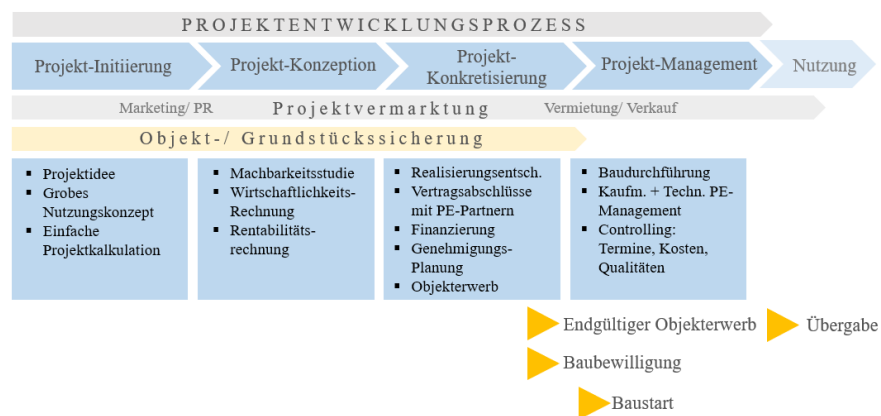 PROJEKTENTWICKLUNGSPROZESS
Projekt-Initiierung
Projekt-Konzeption
Projekt-
Konkretisierung
Projekt-Management
Nutzung
Marketing/ PR
Projektvermarktung
Vermietung/ Verkauf
Objekt-/ Grundstückssicherung
▪ Projektidee
▪ Grobes
Nutzungskonzept
▪ Einfache
Projektkalkulation
▪ Machbarkeitsstudie
▪ Wirtschaftlichkeits-
Rechnung
▪ Rentabilitäts-
rechnung
▪ Realisierungsentsch.
▪ Vertragsabschlüsse
mit PE-Partnern
▪ Finanzierung
▪ Genehmigungs-
Planung
▪ Objekterwerb
▪ Baudurchführung
▪ Kaufm. + Techn. PE-
Management
▪ Controlling:
Termine, Kosten,
Qualitäten
Endgültiger Objekterwerb
Übergabe
Baubewilligung
Baustart